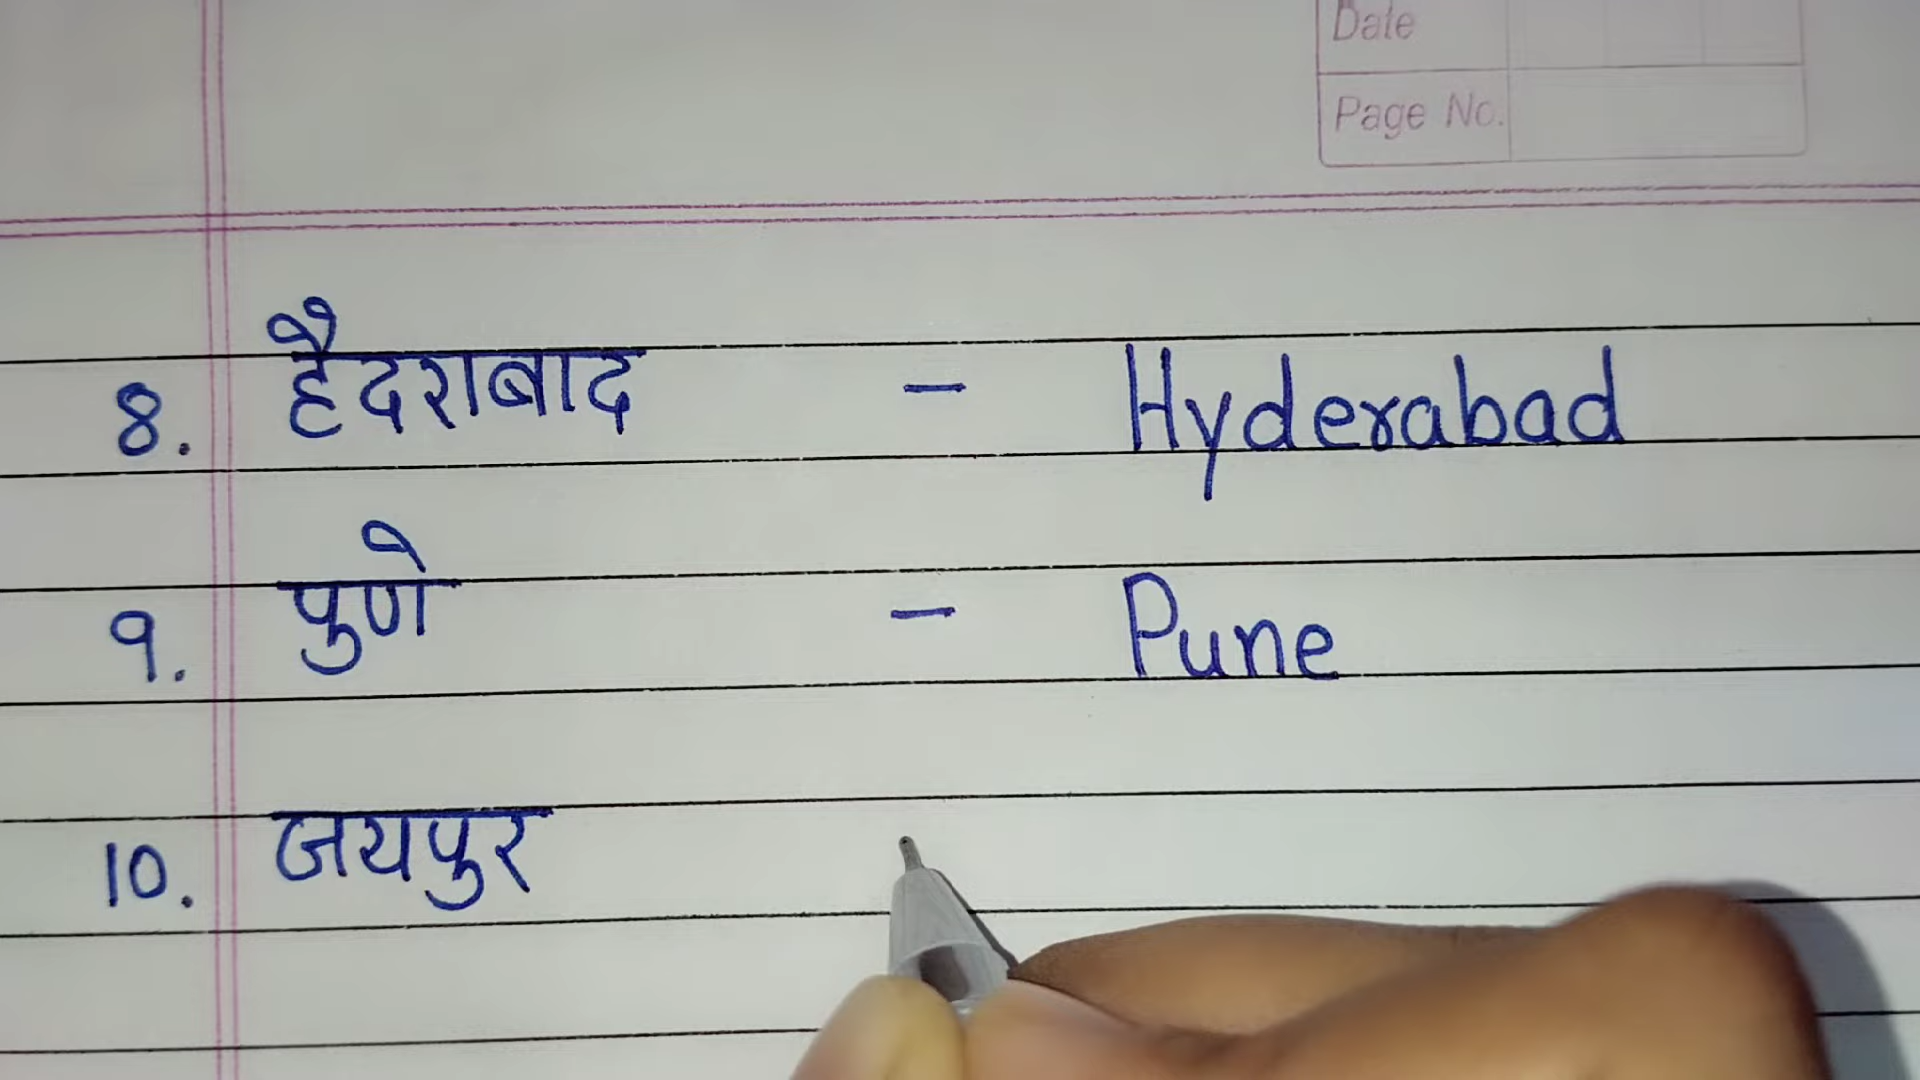 Date
Page No.
8. हैदराबाद - Hyderabad
9. पुणे - Pune
10. जयपुर